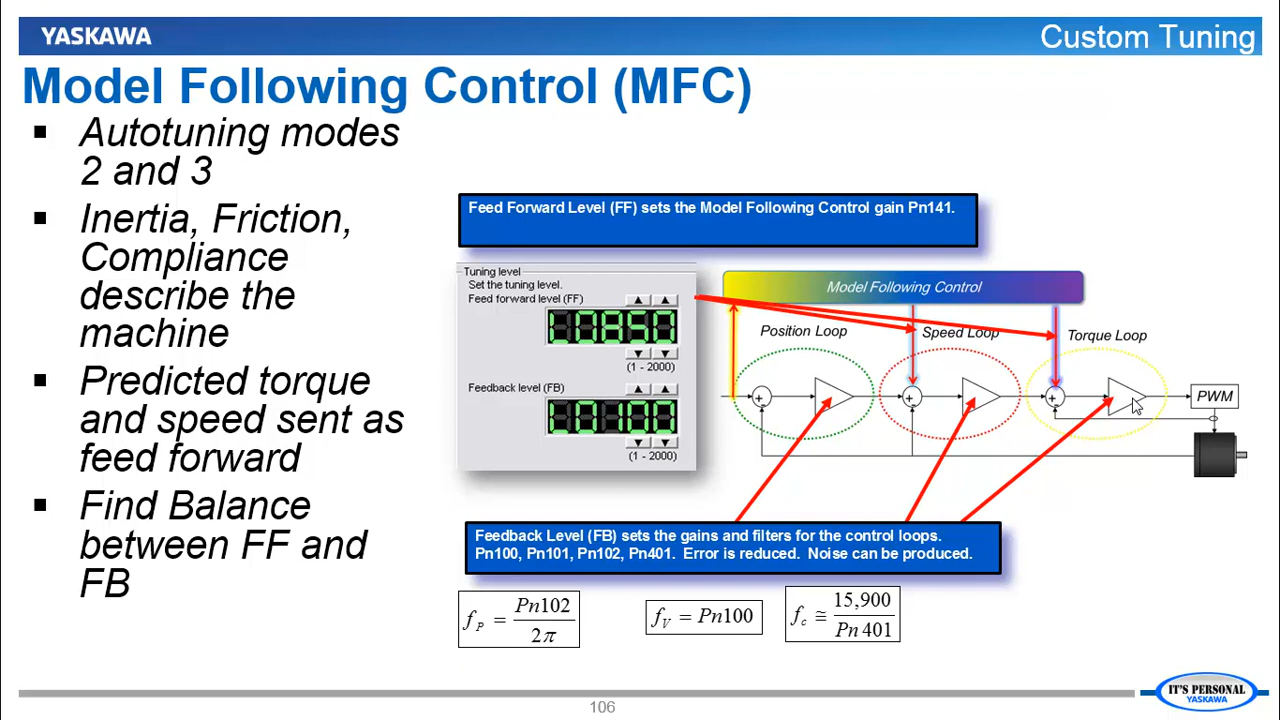 YASKAWA
Custom Tuning
Model Following Control (MFC)
▪ Autotuning modes
2 and 3
▪ Inertia, Friction,
Compliance
describe the
machine
▪ Predicted torque
and speed sent as
feed forward
▪ Find Balance
between FF and
FB
Feed Forward Level (FF) sets the Model Following Control gain Pn141.
Tuning level
Set the tuning level.
Feed forward level (FF)
0850
(1 - 2000)
Feedback level (FB)
0100
(1 - 2000)
Model Following Control
Position Loop
Speed Loop
Torque Loop
+
-
+
-
+
-
PWM
Feedback Level (FB) sets the gains and filters for the control loops.
Pn100, Pn101, Pn102, Pn401. Error is reduced. Noise can be produced.
f_P = Pn102 / 2π
f_V = Pn100
f_c ≅ 15,900 / Pn401
106
IT'S PERSONAL
YASKAWA